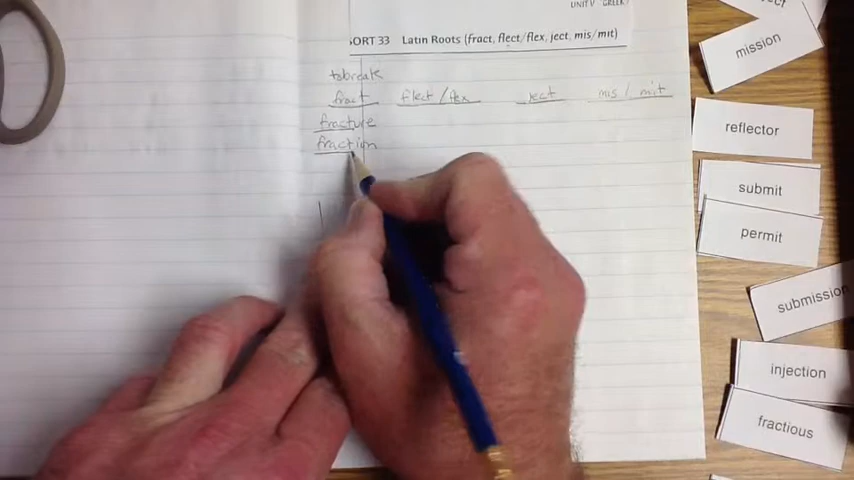 UNIT V GREEK
SORT 33 Latin Roots (fract, flect/flex, ject, mis/mit)
to break
fract flect/flex ject mis/mit
fracture
fraction
mission
reflector
submit
permit
submission
injection
fractious